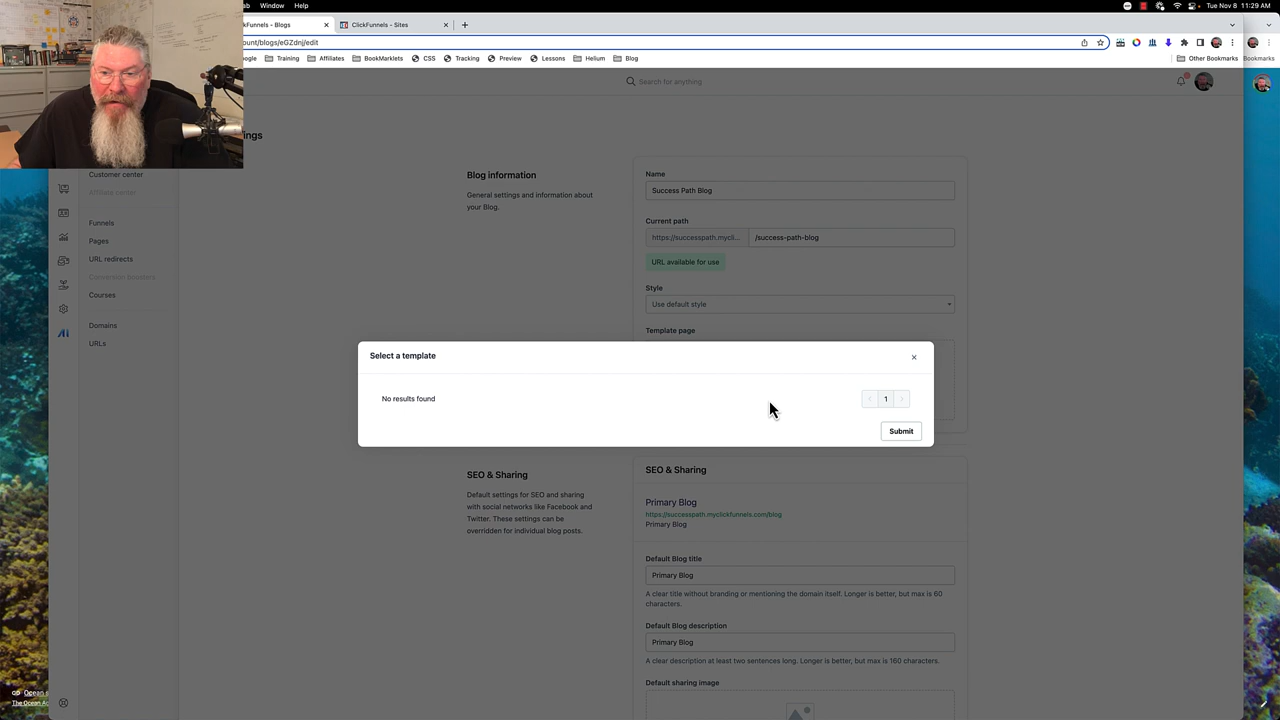 ab
Window
Help
Tue Nov 8 11:29 AM
ckFunnels - Blogs
ClickFunnels - Sites
ount/blogs/eGZdnj/edit
ogle
Training
Affiliates
BookMarklets
CSS
Tracking
Preview
Lessons
Helium
Blog
Other Bookmarks
Bookmarks
Search for anything
ings
Customer center
Affiliate center
Funnels
Pages
URL redirects
Conversion boosters
Courses
Domains
URLs
Blog information
General settings and information about
your Blog.
Name
Success Path Blog
Current path
https://successpath.mycli...
/success-path-blog
URL available for use
Style
Use default style
Template page
Select a template
×
No results found
1
Submit
SEO & Sharing
Default settings for SEO and sharing
with social networks like Facebook and
Twitter. These settings can be
overridden for individual blog posts.
SEO & Sharing
Primary Blog
https://successpath.myclickfunnels.com/blog
Primary Blog
Default Blog title
Primary Blog
A clear title without branding or mentioning the domain itself. Longer is better, but max is 60
characters.
Default Blog description
Primary Blog
A clear description at least two sentences long. Longer is better, but max is 160 characters.
Default sharing image
Ocean s
The Ocean Ag